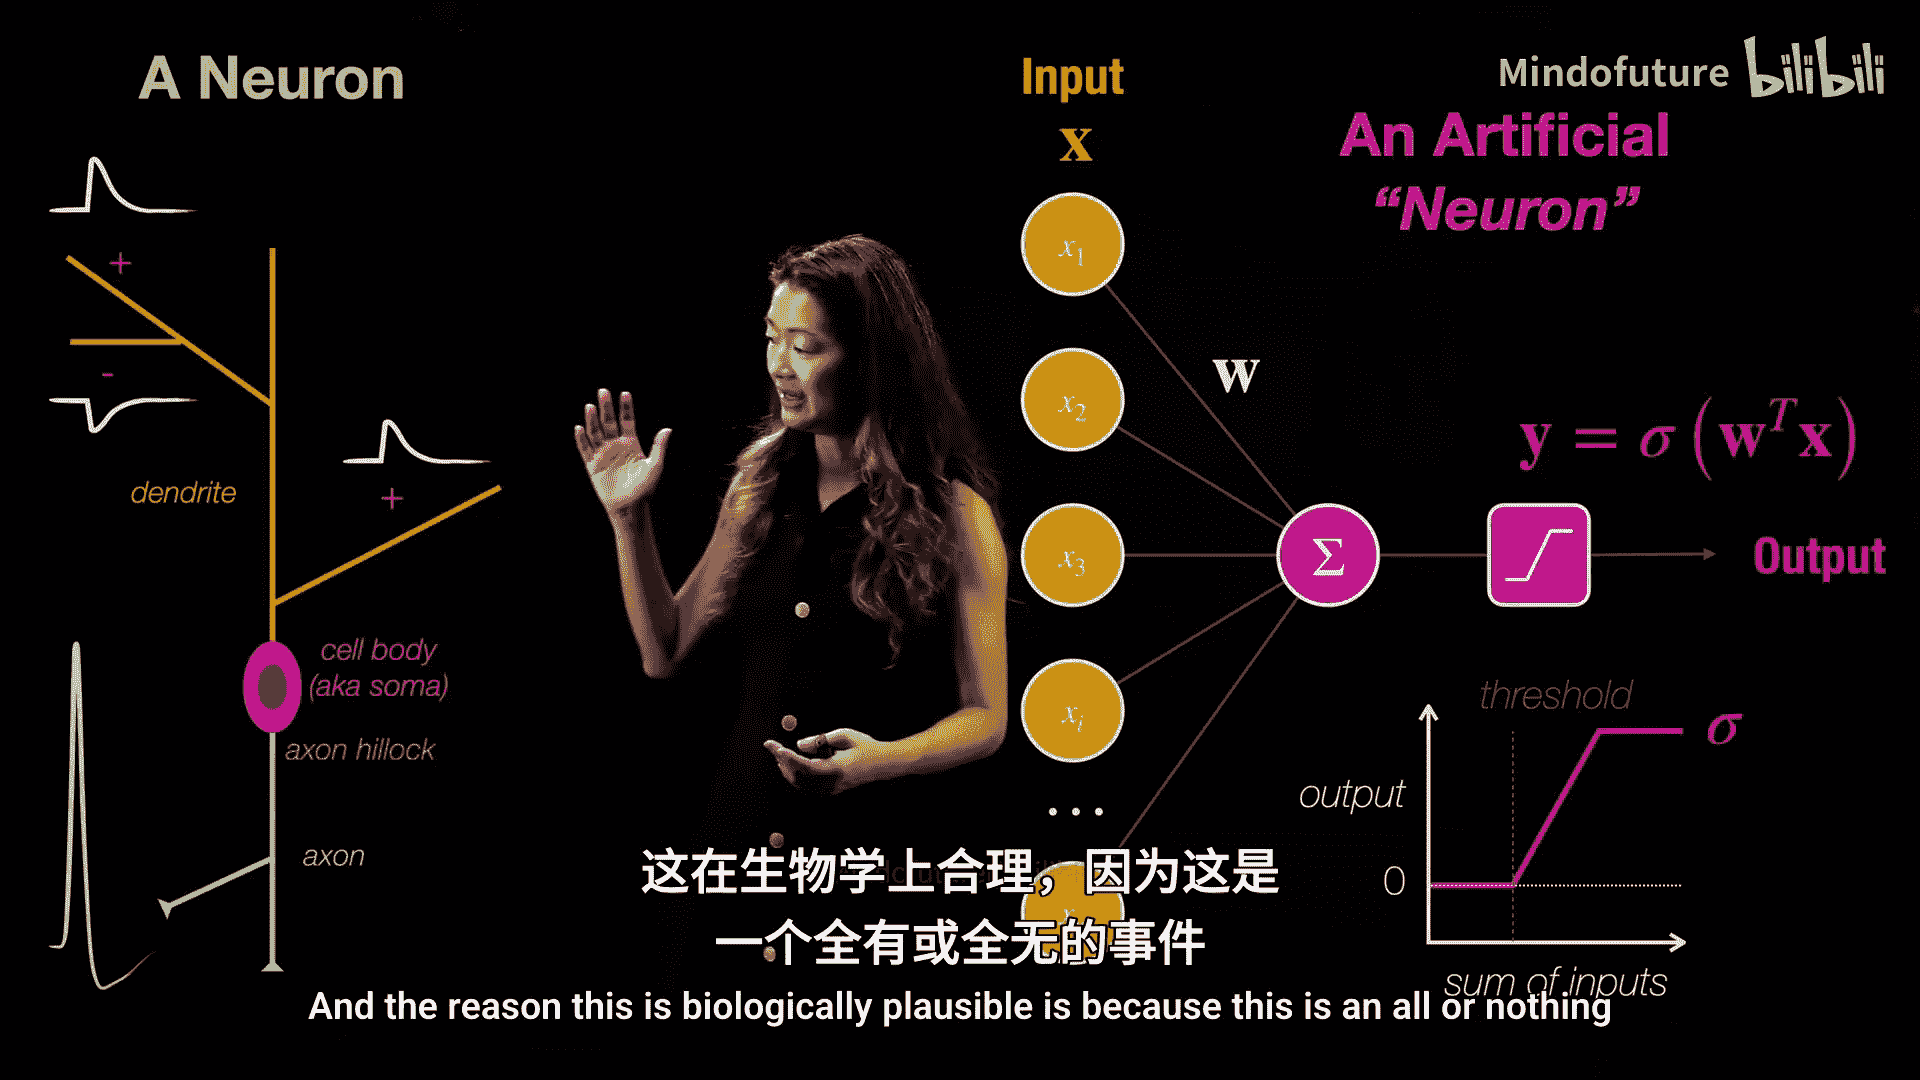 A Neuron
+
-
+
dendrite
cell body
(aka soma)
axon hillock
axon
Input
x
x1
x2
x3
xi
...
w
Σ
Mindofuture bilibili
An Artificial
“Neuron”
y = σ (wᵀx)
Output
threshold
σ
output
0
sum of inputs
这在生物学上合理，因为这是
一个全有或全无的事件
And the reason this is biologically plausible is because this is an all or nothing